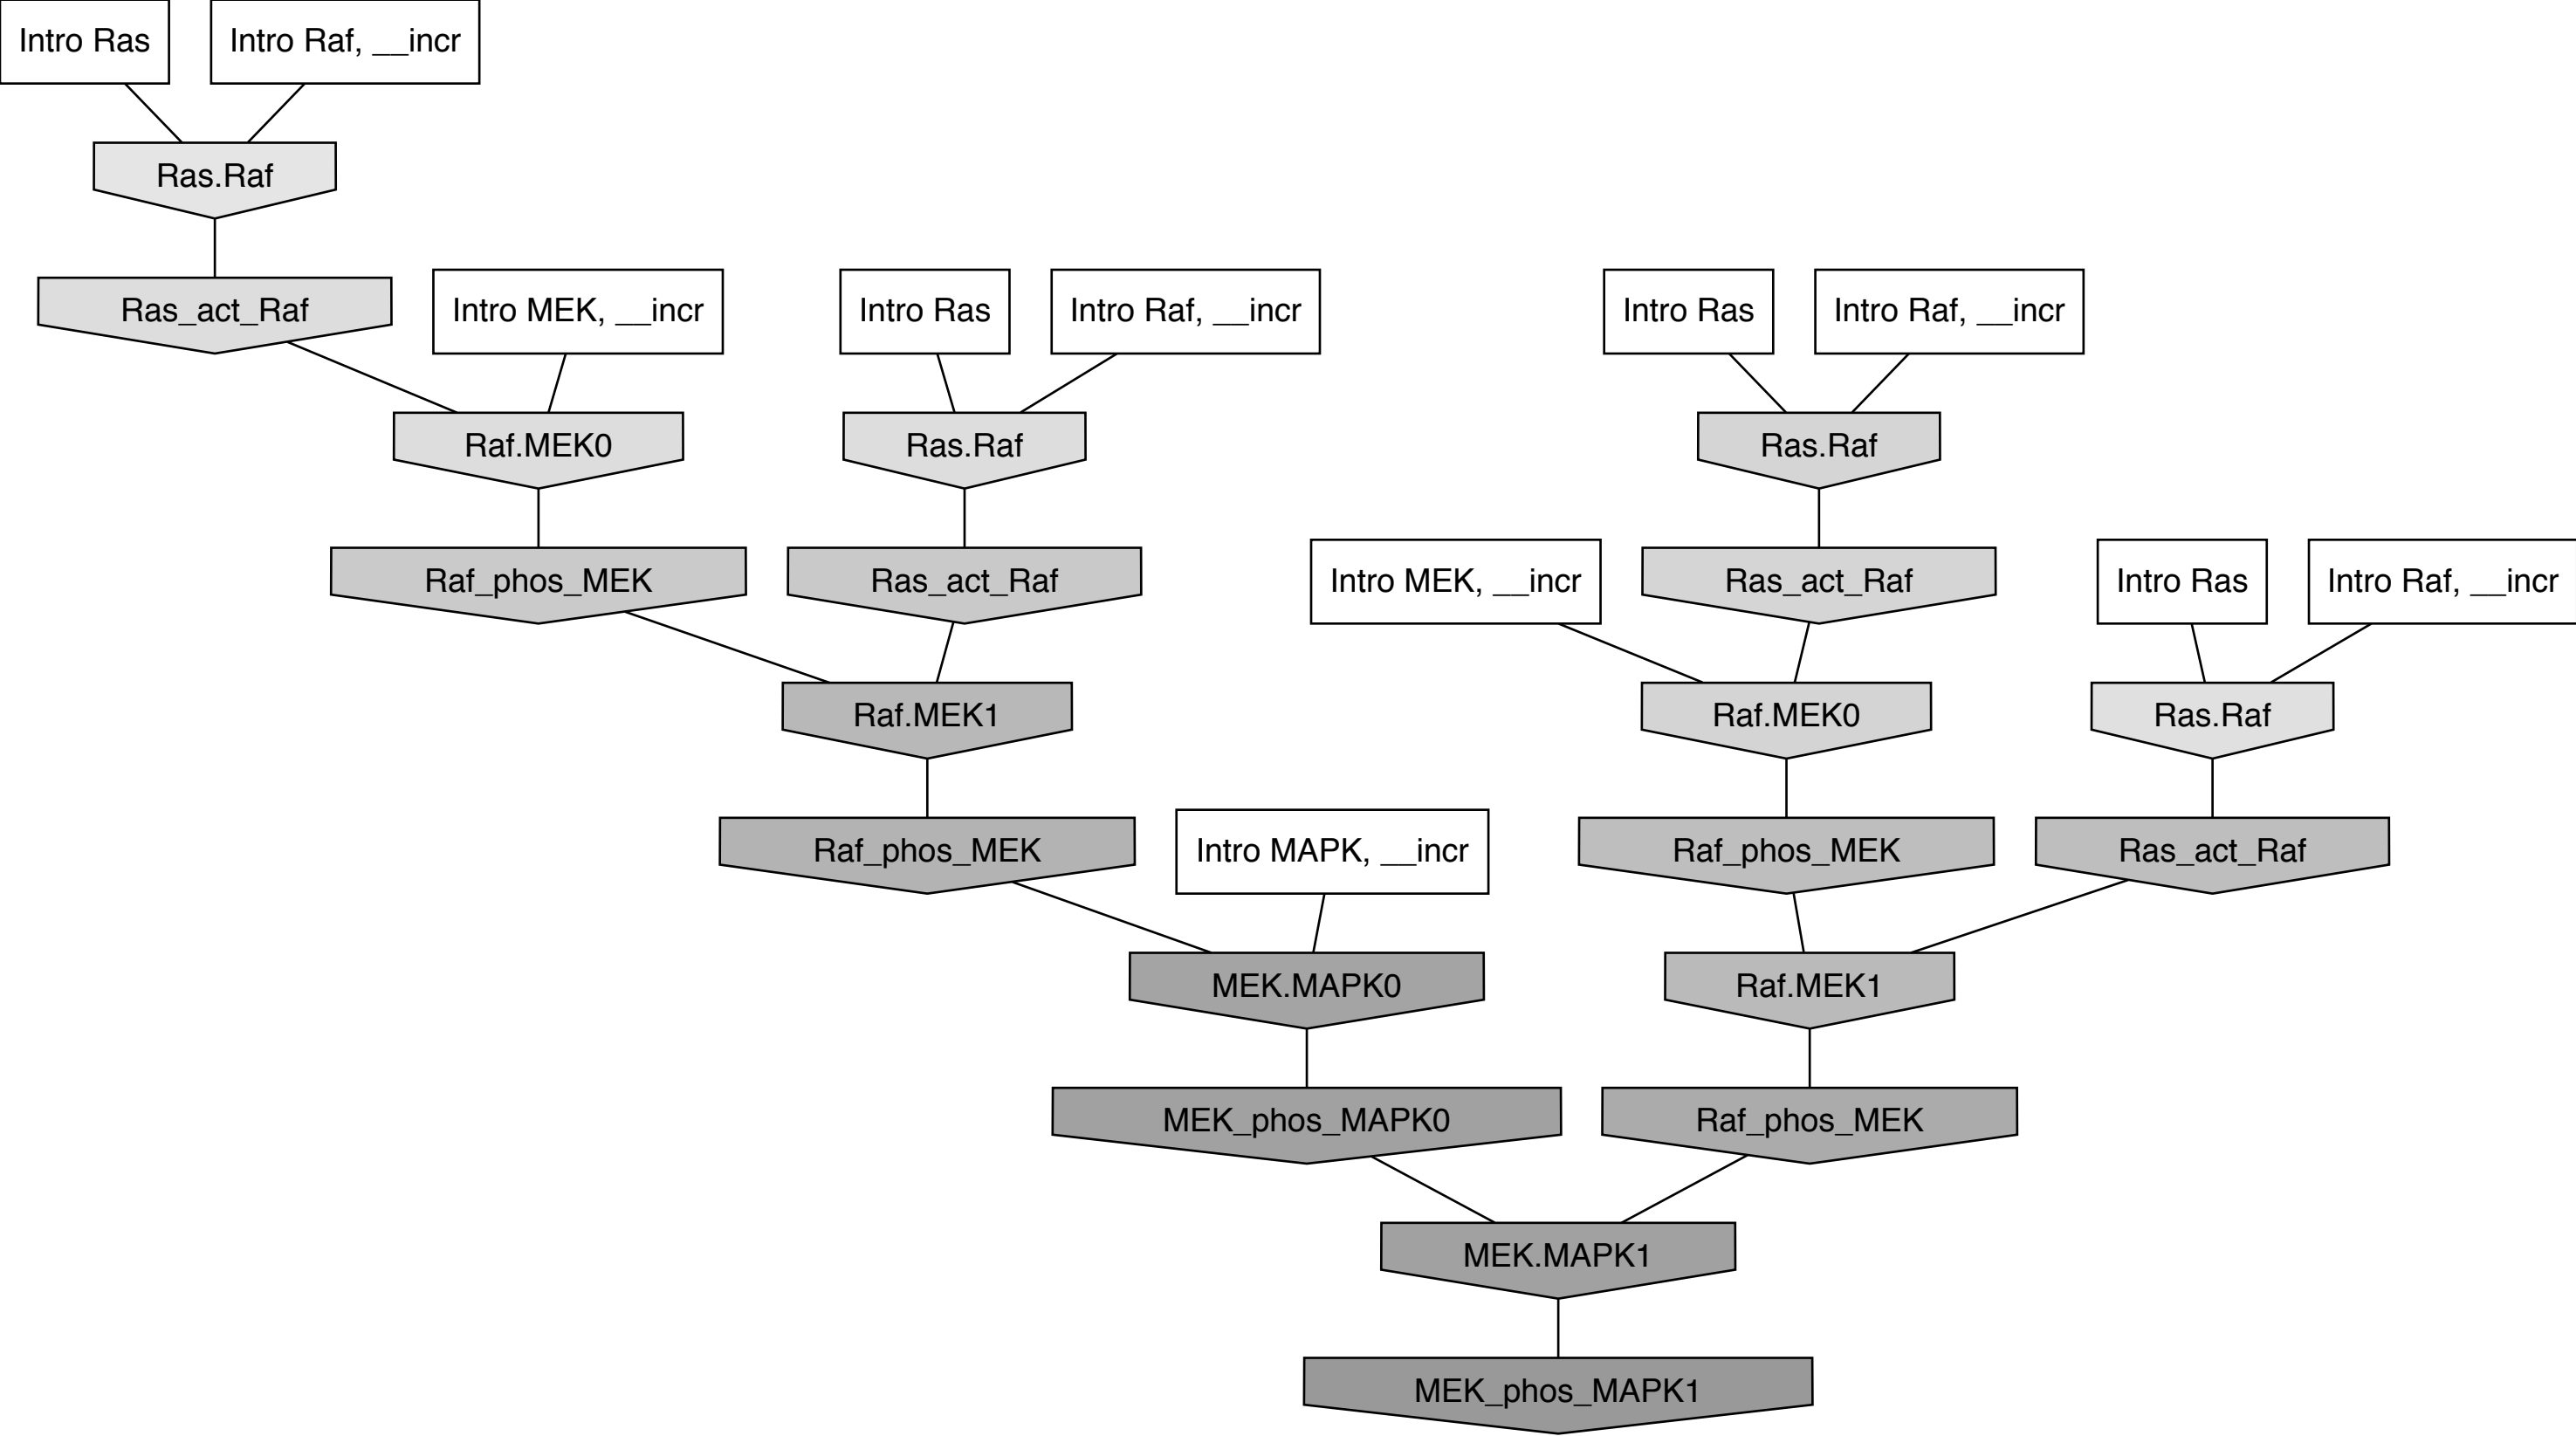 Intro Ras
Intro Raf, __incr
Ras.Raf
Ras_act_Raf
Intro MEK, __incr
Intro Ras
Intro Raf, __incr
Intro Ras
Intro Raf, __incr
Raf.MEK0
Ras.Raf
Ras.Raf
Raf_phos_MEK
Ras_act_Raf
Intro MEK, __incr
Ras_act_Raf
Intro Ras
Intro Raf, __incr
Raf.MEK1
Raf.MEK0
Ras.Raf
Raf_phos_MEK
Intro MAPK, __incr
Raf_phos_MEK
Ras_act_Raf
MEK.MAPK0
Raf.MEK1
MEK_phos_MAPK0
Raf_phos_MEK
MEK.MAPK1
MEK_phos_MAPK1